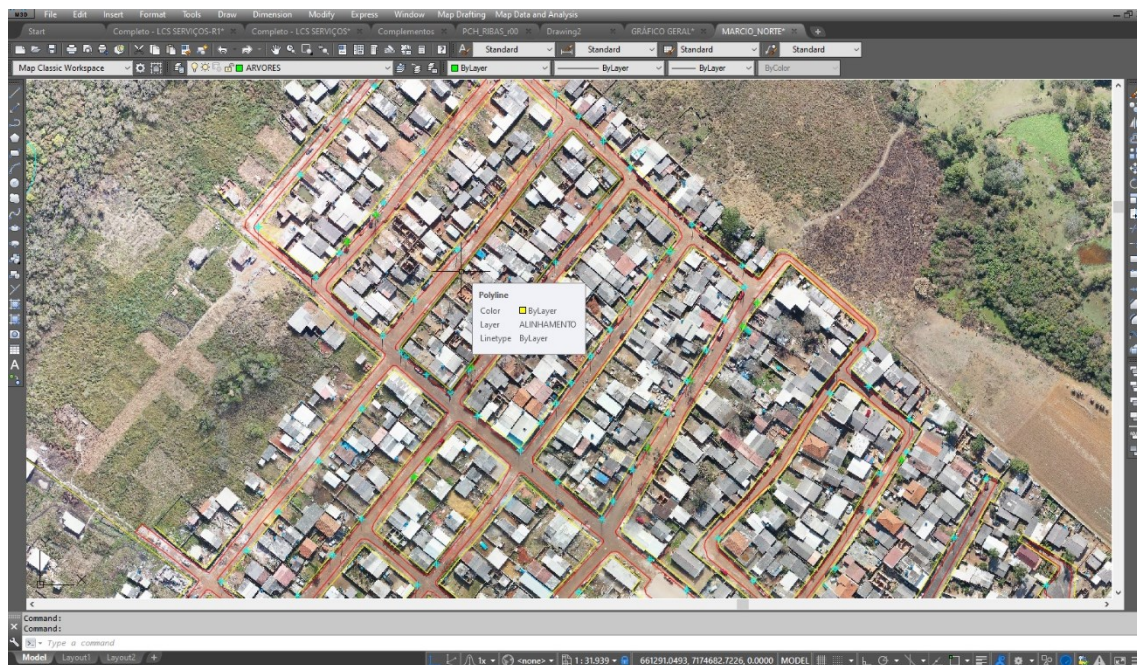 M3D File Edit Insert Format Tools Draw Dimension Modify Express Window Map Drafting Map Data and Analysis
Start Completo - LCS SERVIÇOS-R1* Completo - LCS SERVIÇOS* Complementos PCH_RIBAS_r00 Drawing2 GRÁFICO GERAL* MARCIO_NORTE*
Standard Standard Standard Standard
Map Classic Workspace ARVORES ByLayer ByLayer ByLayer ByColor
Polyline
Color ByLayer
Layer ALINHAMENTO
Linetype ByLayer
X
Command:
Command:
Type a command
Model Layout1 Layout2 + 1x <none> 1:31.939 661291.0493, 7174682.7226, 0.0000 MODEL